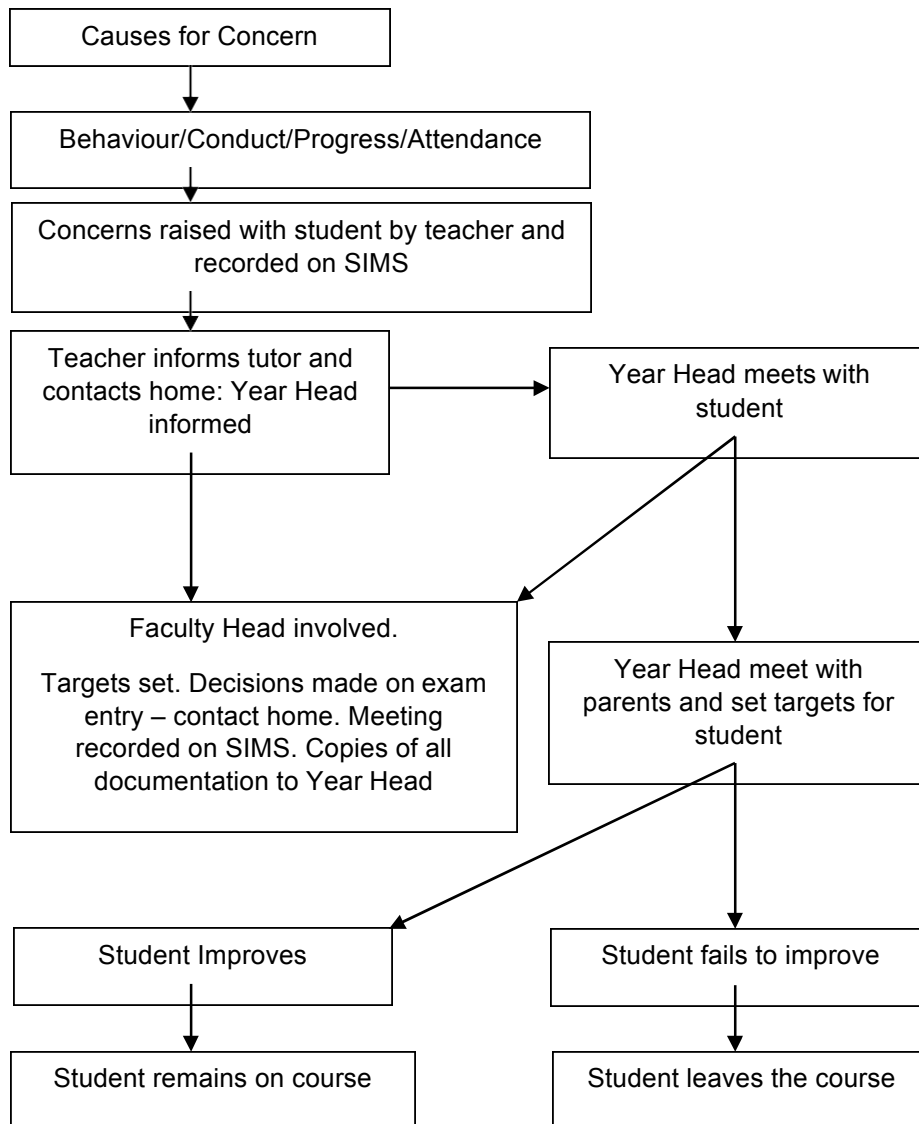 Causes for Concern
Behaviour/Conduct/Progress/Attendance
Concerns raised with student by teacher and
recorded on SIMS
Teacher informs tutor and
contacts home: Year Head
informed
Year Head meets with
student
Faculty Head involved.
Targets set. Decisions made on exam
entry – contact home. Meeting
recorded on SIMS. Copies of all
documentation to Year Head
Year Head meet with
parents and set targets for
student
Student Improves
Student fails to improve
Student remains on course
Student leaves the course